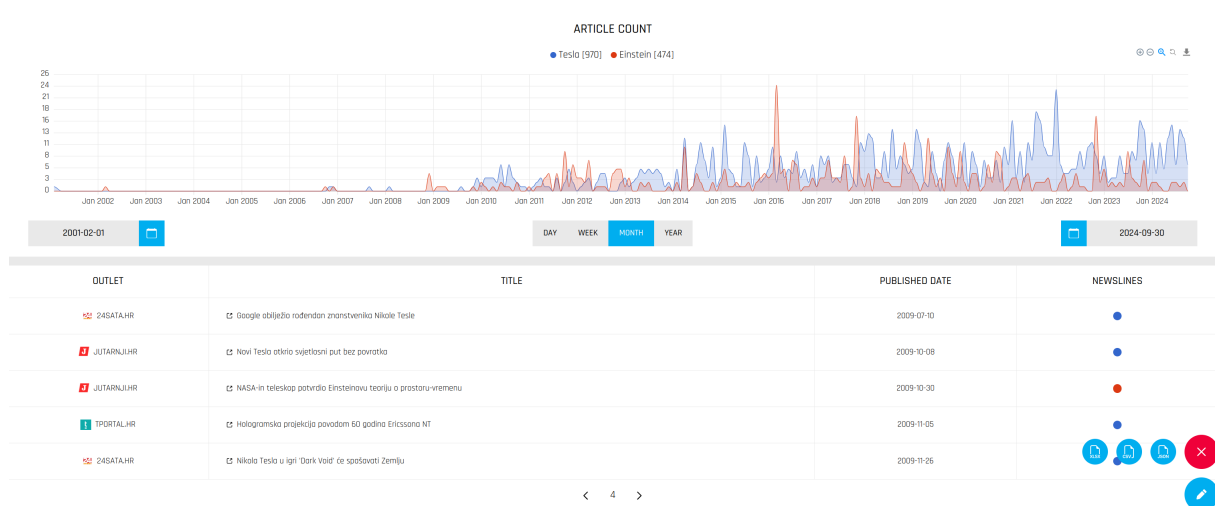 ARTICLE COUNT
Tesla [970] Einstein [474]
26
24
21
18
16
13
11
8
5
3
0
Jan 2002 Jan 2003 Jan 2004 Jan 2005 Jan 2006 Jan 2007 Jan 2008 Jan 2009 Jan 2010 Jan 2011 Jan 2012 Jan 2013 Jan 2014 Jan 2015 Jan 2016 Jan 2017 Jan 2018 Jan 2019 Jan 2020 Jan 2021 Jan 2022 Jan 2023 Jan 2024
2001-02-01 DAY WEEK MONTH YEAR 2024-09-30
OUTLET TITLE PUBLISHED DATE NEWSLINES
24SATA.HR Google obilježio rođendan znanstvenika Nikole Tesle 2009-07-10
JUTARNJI.HR Novi Tesla otkrio svjetlosni put bez povratka 2009-10-08
JUTARNJI.HR NASA-in teleskop potvrdio Einsteinovu teoriju o prostoru-vremenu 2009-10-30
TPORTAL.HR Hologramska projekcija povodom 60 godina Ericssona NT 2009-11-05
24SATA.HR Nikola Tesla u igri 'Dark Void' će spašavati Zemlju 2009-11-26
XLSX CSV JSON
4